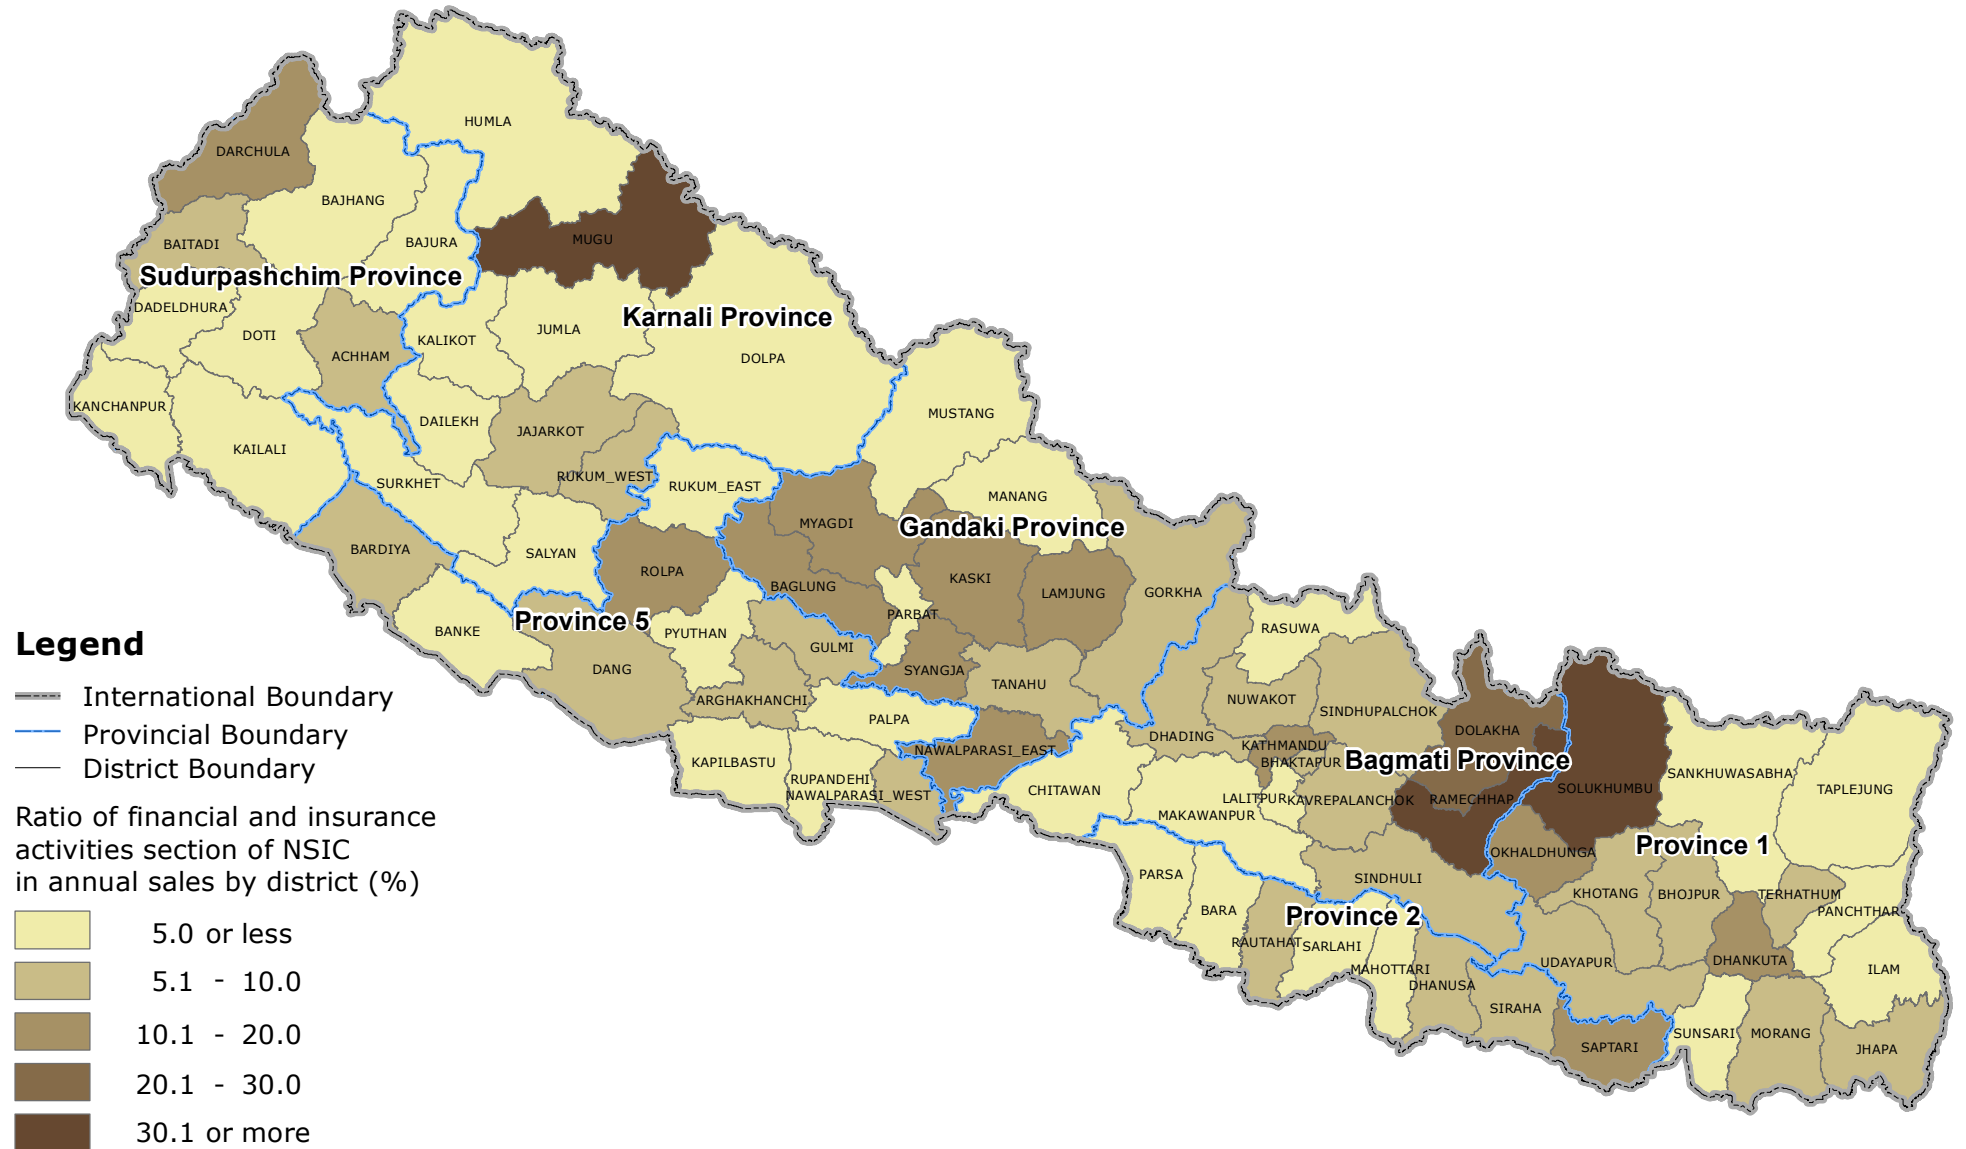 HUMLA
DARCHULA
BAJHANG
BAITADI
BAJURA
MUGU
Sudurpashchim Province
DADELDHURA
Karnali Province
DOTI
JUMLA
KALIKOT
ACHHAM
DOLPA
KANCHANPUR
MUSTANG
DAILEKH
JAJARKOT
KAILALI
RUKUM_WEST
SURKHET
RUKUM_EAST
MANANG
MYAGDI
Gandaki Province
BARDIYA
SALYAN
ROLPA
KASKI
BAGLUNG
LAMJUNG
GORKHA
PARBAT
Province 5
BANKE
PYUTHAN
RASUWA
GULMI
DANG
SYANGJA
TANAHU
ARGHAKHANCHI
NUWAKOT
SINDHUPALCHOK
PALPA
DOLAKHA
DHADING
NAWALPARASI_EAST
KATHMANDU
BHAKTAPUR
Bagmati Province
KAPILBASTU
SANKHUWASABHA
RUPANDEHI
NAWALPARASI_WEST
CHITAWAN
LALITPUR
KAVREPALANCHOK
RAMECHHAP
SOLUKHUMBU
TAPLEJUNG
MAKAWANPUR
OKHALDHUNGA
Province 1
PARSA
SINDHULI
KHOTANG
BHOJPUR
TERHATHUM
BARA
Province 2
PANCHTHAR
RAUTAHAT
SARLAHI
UDAYAPUR
DHANKUTA
MAHOTTARI
ILAM
DHANUSA
SIRAHA
SUNSARI
MORANG
SAPTARI
JHAPA
Legend
International Boundary
Provincial Boundary
District Boundary
Ratio of financial and insurance
activities section of NSIC
in annual sales by district (%)
5.0 or less
5.1 - 10.0
10.1 - 20.0
20.1 - 30.0
30.1 or more